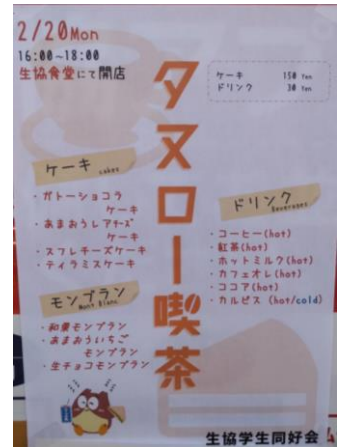 2/20Mon
16:00~18:00
生協食堂にて開店
タヌロー喫茶
ケーキ 150 Yen
ドリンク 30 Yen
ケーキ
cakes
・ガトーショコラ
ケーキ
・あまおうレアチーズ
ケーキ
・スフレチーズケーキ
・ティラミスケーキ
モンブラン
Mont Blanc
・和栗モンブラン
・あまおういちご
モンブラン
・生チョコモンブラン
ドリンク
Beverages
・コーヒー(hot)
・紅茶(hot)
・ホットミルク(hot)
・カフェオレ(hot)
・ココア(hot)
・カルピス (hot/cold)
生協学生同好会